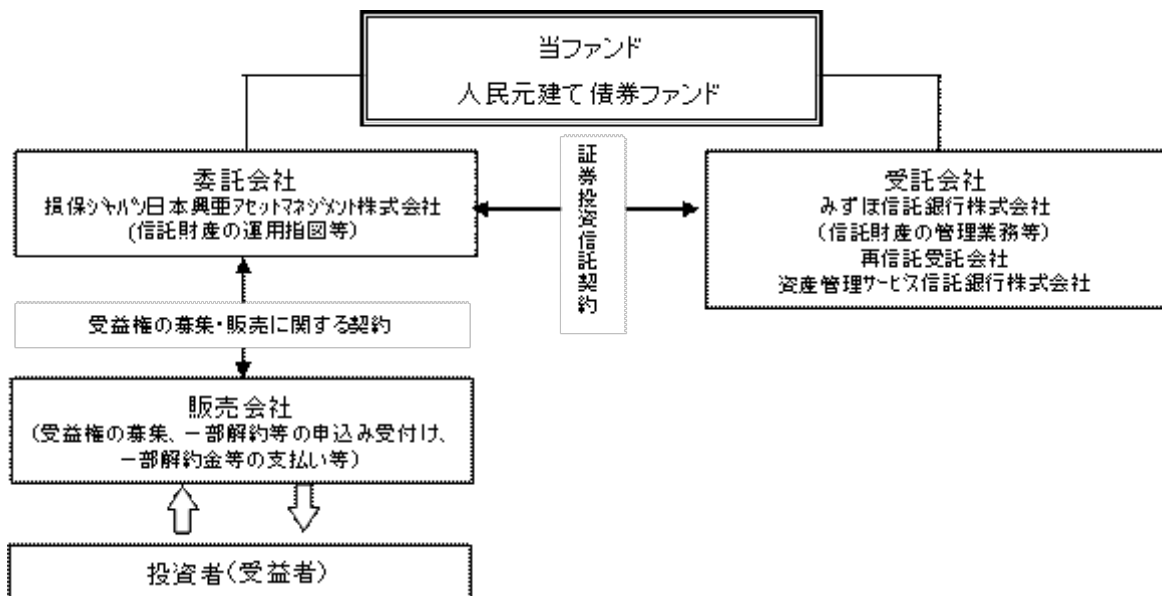 当ファンド
人民元建て債券ファンド
委託会社
損保ｼﾞｬﾊﾟﾝ日本興亜ｱｾｯﾄﾏﾈｼﾞﾒﾝﾄ株式会社
(信託財産の運用指図等)
証券投資信託契約
受託会社
みずほ信託銀行株式会社
(信託財産の管理業務等)
再信託受託会社
資産管理ｻｰﾋﾞｽ信託銀行株式会社
受益権の募集・販売に関する契約
販売会社
(受益権の募集、一部解約等の申込み受付け、
一部解約金等の支払い等)
投資者(受益者)